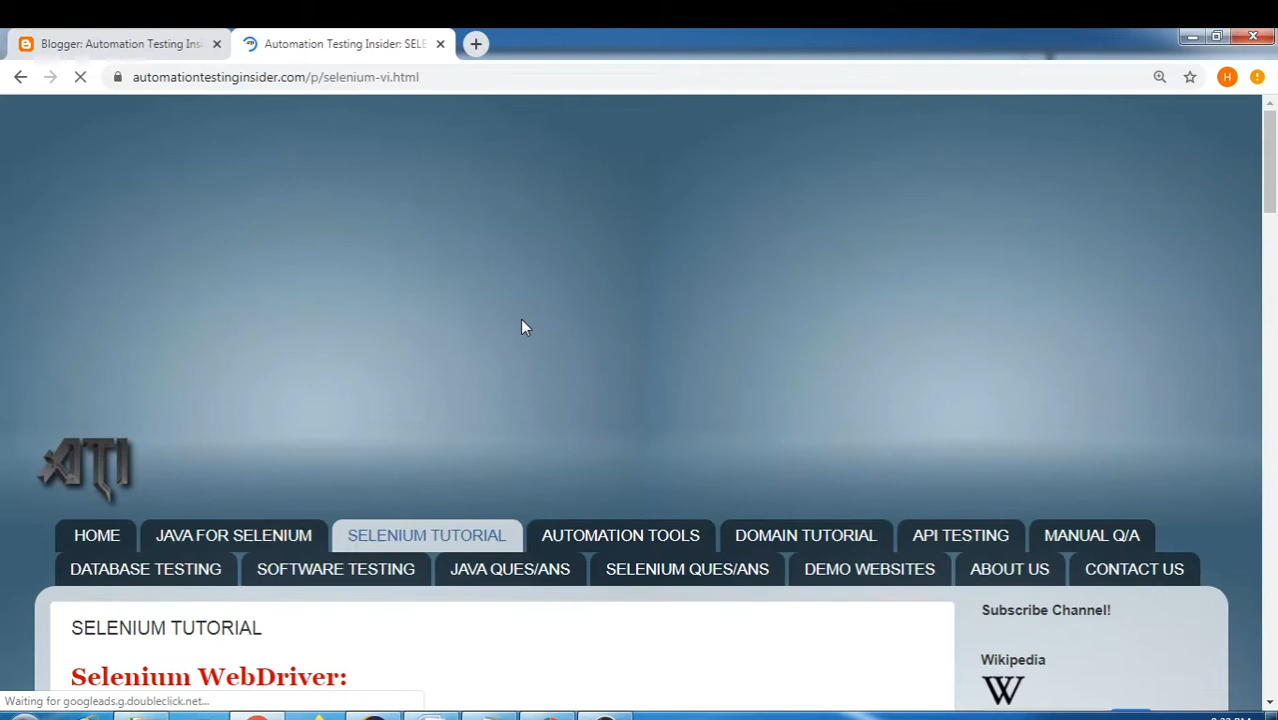 Blogger: Automation Testing Ins
Automation Testing Insider: SELE
automationtestinginsider.com/p/selenium-vi.html
H
ATI
HOME JAVA FOR SELENIUM SELENIUM TUTORIAL AUTOMATION TOOLS DOMAIN TUTORIAL API TESTING MANUAL Q/A
DATABASE TESTING SOFTWARE TESTING JAVA QUES/ANS SELENIUM QUES/ANS DEMO WEBSITES ABOUT US CONTACT US
SELENIUM TUTORIAL
Subscribe Channel!
Selenium WebDriver:
Wikipedia
W
Waiting for googleads.g.doubleclick.net...